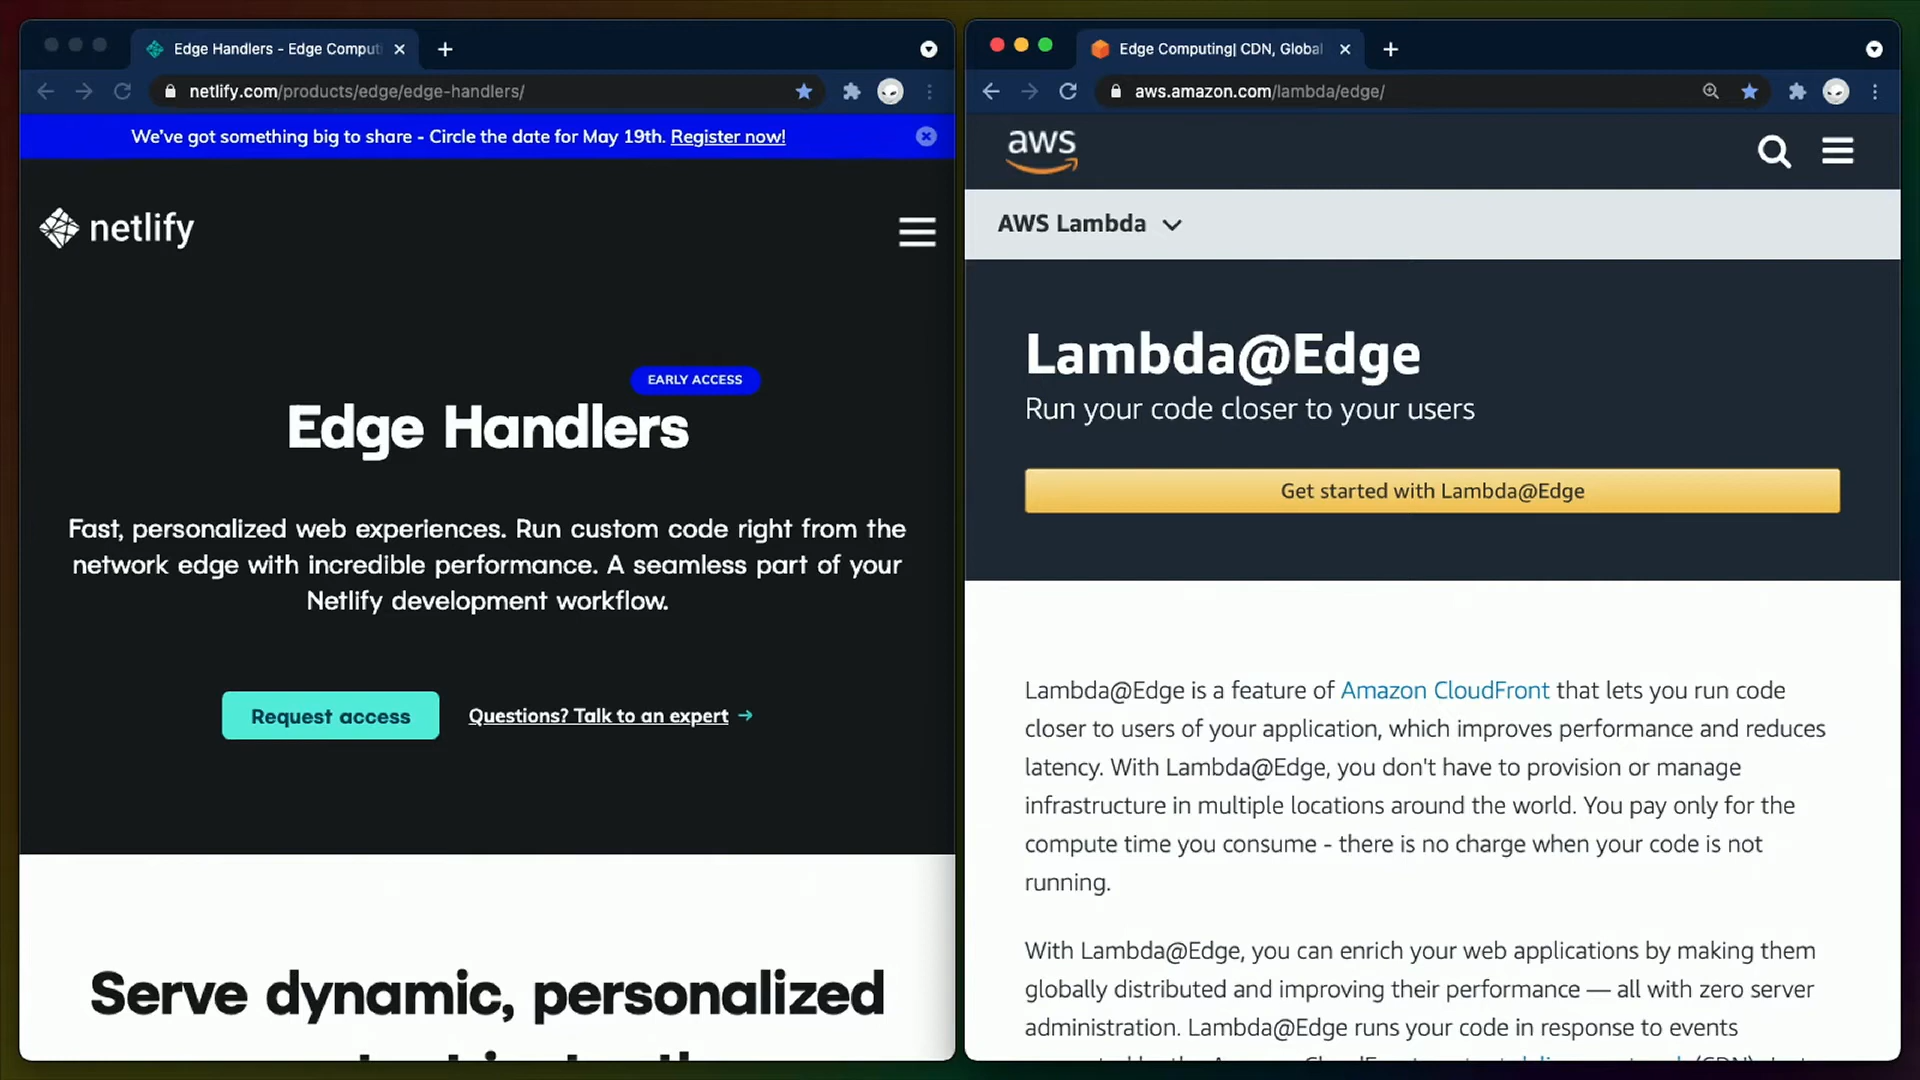 Edge Handlers - Edge Computi
netlify.com/products/edge/edge-handlers/
We've got something big to share - Circle the date for May 19th. Register now!
netlify
EARLY ACCESS
Edge Handlers
Fast, personalized web experiences. Run custom code right from the
network edge with incredible performance. A seamless part of your
Netlify development workflow.
Request access
Questions? Talk to an expert →
Serve dynamic, personalized
Edge Computing| CDN, Global
aws.amazon.com/lambda/edge/
aws
AWS Lambda
Lambda@Edge
Run your code closer to your users
Get started with Lambda@Edge
Lambda@Edge is a feature of Amazon CloudFront that lets you run code
closer to users of your application, which improves performance and reduces
latency. With Lambda@Edge, you don't have to provision or manage
infrastructure in multiple locations around the world. You pay only for the
compute time you consume - there is no charge when your code is not
running.
With Lambda@Edge, you can enrich your web applications by making them
globally distributed and improving their performance — all with zero server
administration. Lambda@Edge runs your code in response to events